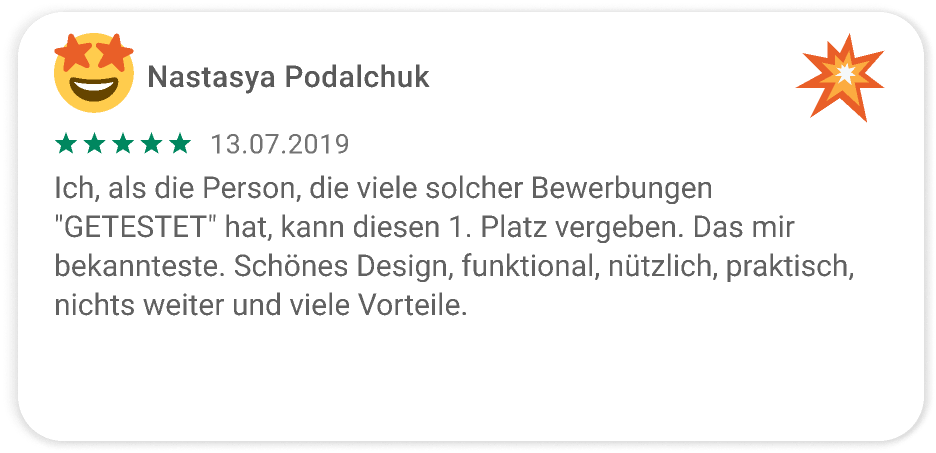 Nastasya Podalchuk
13.07.2019
Ich, als die Person, die viele solcher Bewerbungen
"GETESTET" hat, kann diesen 1. Platz vergeben. Das mir
bekannteste. Schönes Design, funktional, nützlich, praktisch,
nichts weiter und viele Vorteile.